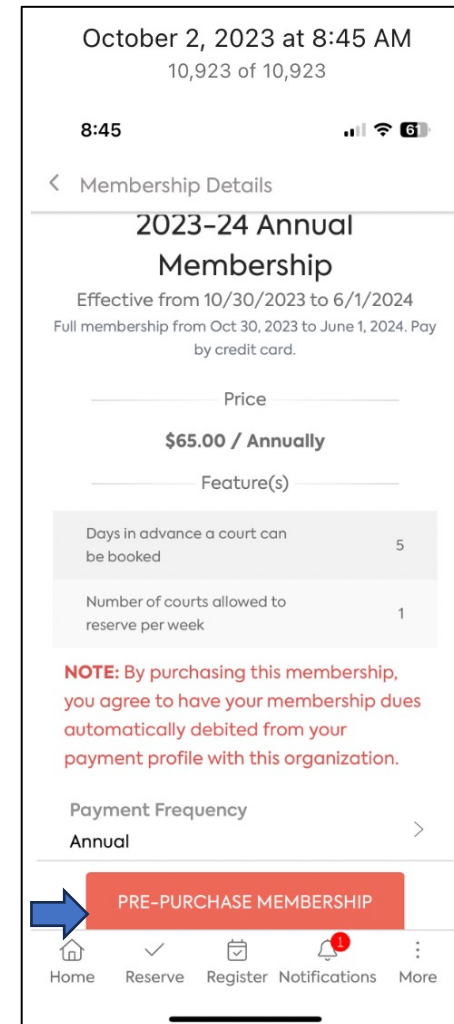 October 2, 2023 at 8:45 AM
10,923 of 10,923
8:45
61
Membership Details
2023-24 Annual
Membership
Effective from 10/30/2023 to 6/1/2024
Full membership from Oct 30, 2023 to June 1, 2024. Pay
by credit card.
Price
$65.00 / Annually
Feature(s)
Days in advance a court can
be booked
5
Number of courts allowed to
reserve per week
1
NOTE: By purchasing this membership,
you agree to have your membership dues
automatically debited from your
payment profile with this organization.
Payment Frequency
Annual
PRE-PURCHASE MEMBERSHIP
1
Home Reserve Register Notifications More